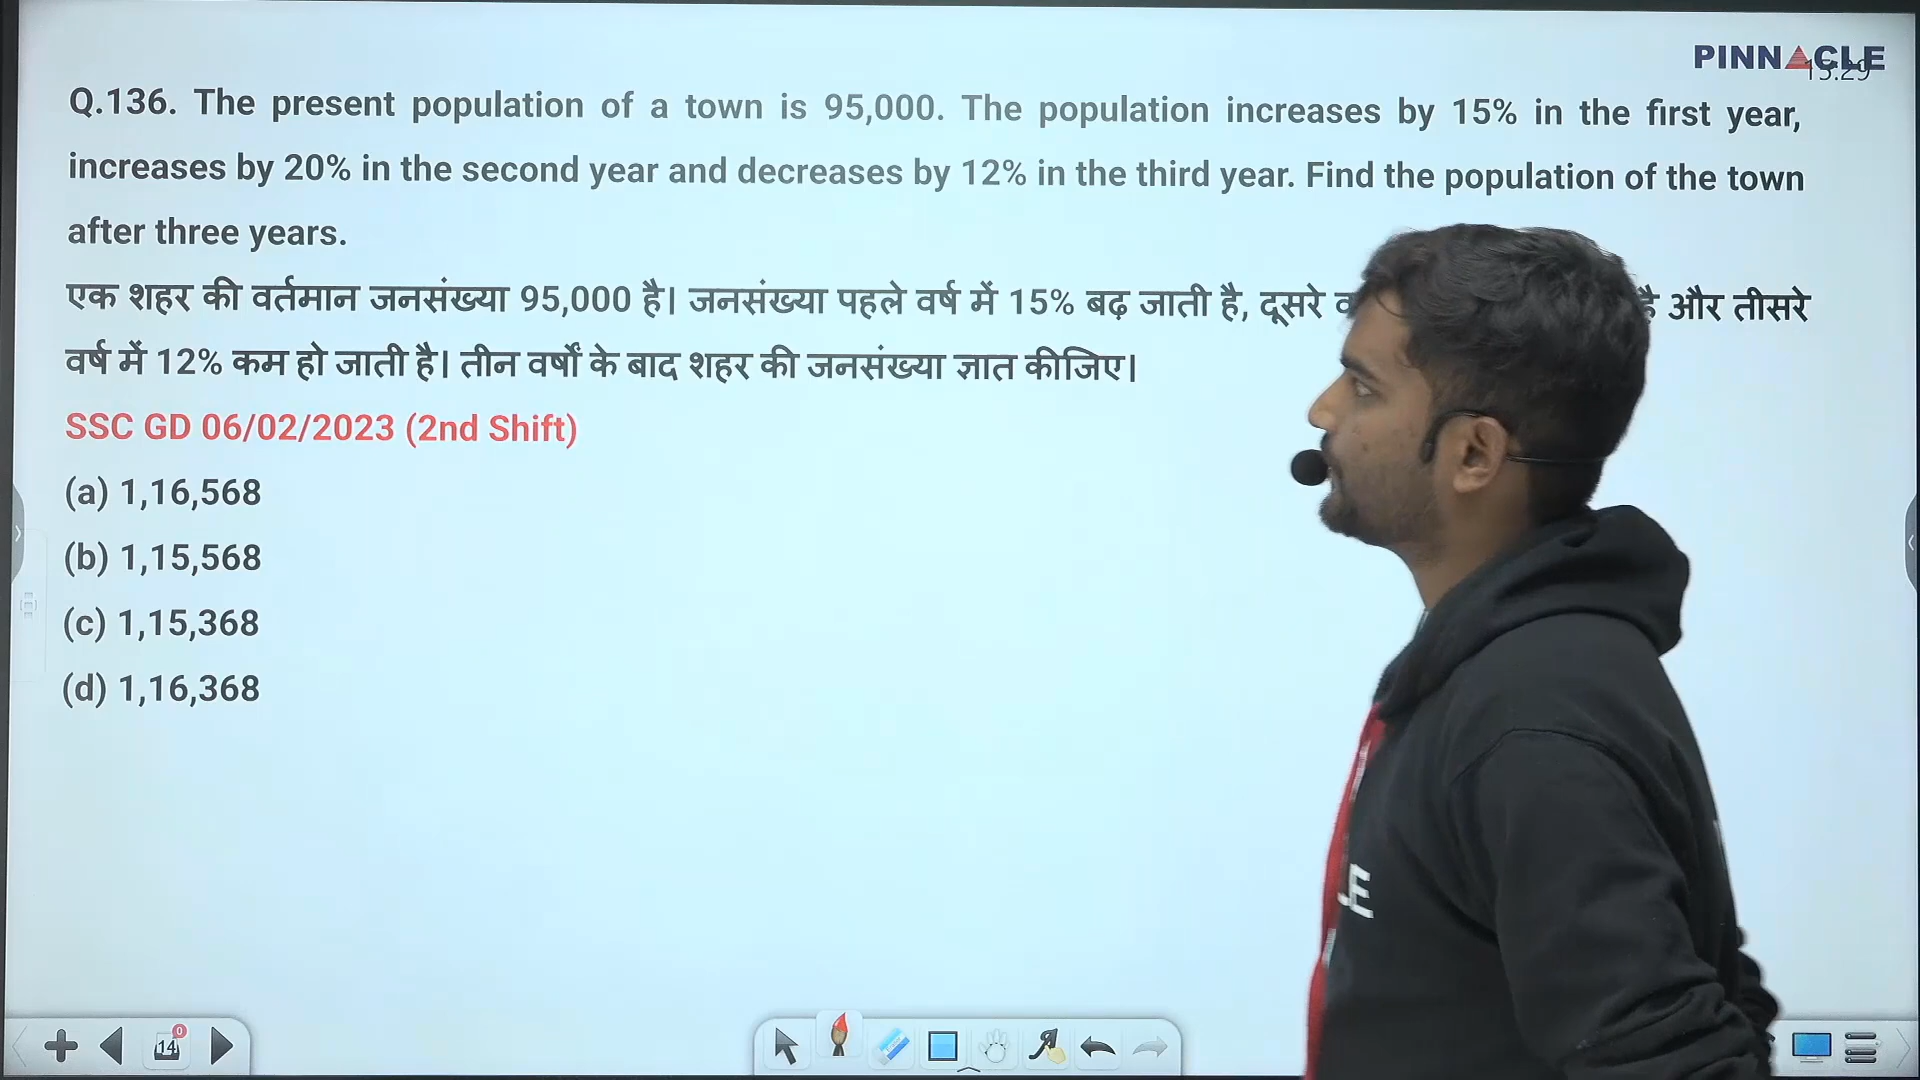 PINNACLE
15:29
Q.136. The present population of a town is 95,000. The population increases by 15% in the first year,
increases by 20% in the second year and decreases by 12% in the third year. Find the population of the town
after three years.
एक शहर की वर्तमान जनसंख्या 95,000 है। जनसंख्या पहले वर्ष में 15% बढ़ जाती है, दूसरे है और तीसरे
वर्ष में 12% कम हो जाती है। तीन वर्षों के बाद शहर की जनसंख्या ज्ञात कीजिए।
SSC GD 06/02/2023 (2nd Shift)
(a) 1,16,568
(b) 1,15,568
(c) 1,15,368
(d) 1,16,368
14
0